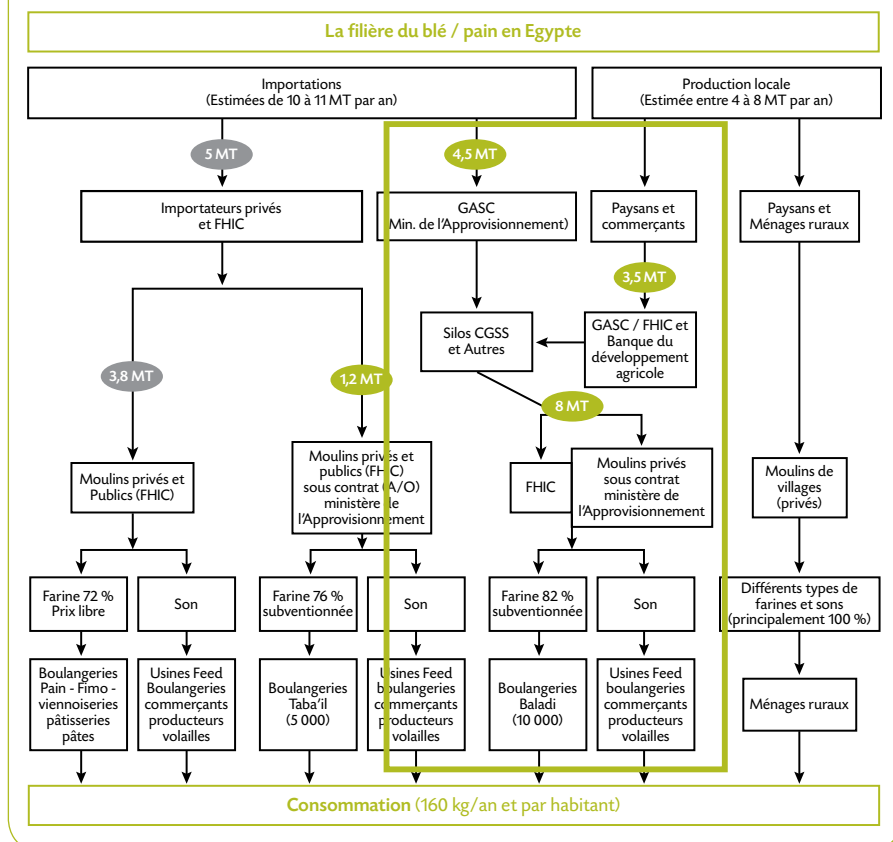 La filière du blé / pain en Egypte
Importations
(Estimées de 10 à 11 MT par an)
Production locale
(Estimée entre 4 à 8 MT par an)
5 MT
4,5 MT
Importateurs privés
et FHIC
GASC
Min. de l'Approvisionnement)
Paysans et
commerçants
Paysans et
Ménages ruraux
3,5 MT
Silos CGSS
et Autres
GASC / FHIC et
Banque du
développement
agricole
3,8 MT
1,2 MT
8 MT
Moulins privés et
Publics (FHIC)
Moulins privés et
publics (FHIC)
sous contrat (A/O)
ministère de
l'Approvisionnement
FHIC
Moulins privés
sous contrat
ministère de
l'Approvisionnement
Moulins de
villages
(privés)
Farine 72 %
Prix libre
Son
Farine 76 %
subventionnée
Son
Farine 82 %
subventionnée
Son
Différents types de
farines et sons
(principalement 100 %)
Boulangeries
Pain - Fimo -
viennoiseries
pâtisseries
pâtes
Usines Feed
Boulangeries
commerçants
producteurs
volailles
Boulangeries
Taba'il
(5 000)
Usines Feed
boulangeries
commerçants
producteurs
volailles
Boulangeries
Baladi
(10 000)
Usines Feed
boulangeries
commerçants
producteurs
volailles
Ménages ruraux
Consommation (160 kg/an et par habitant)